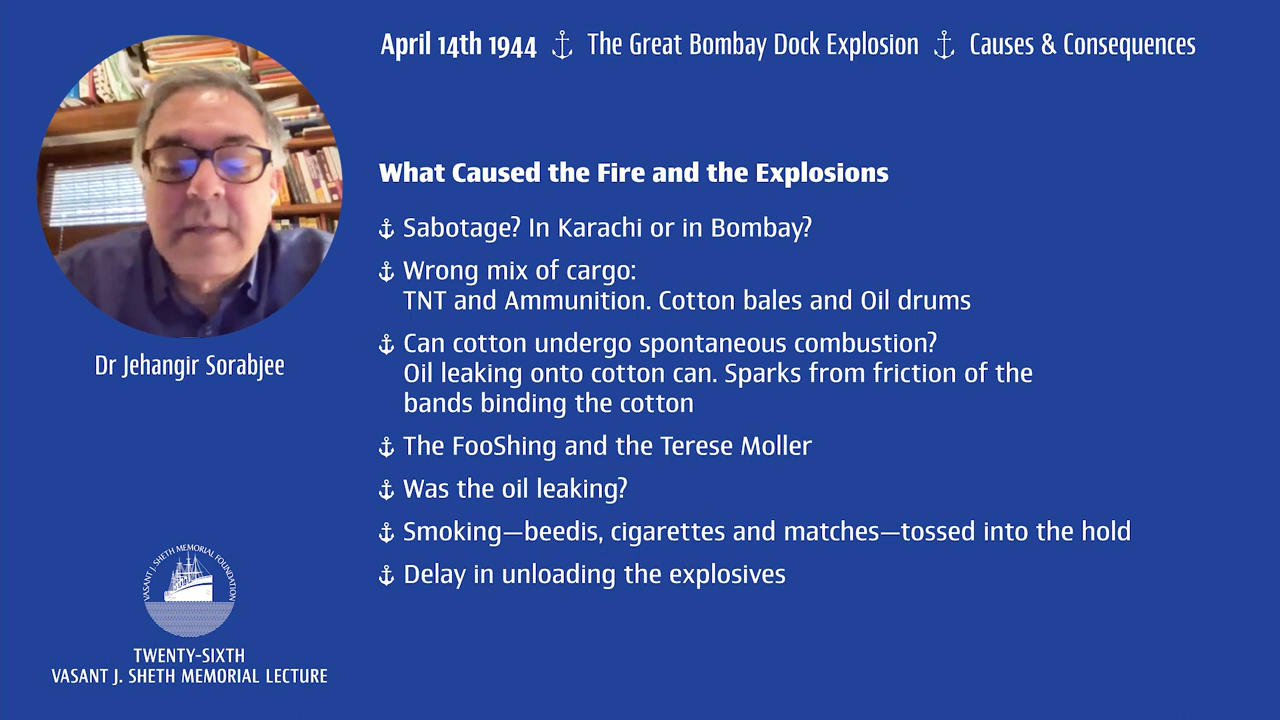 April 14th 1944 ⚓ The Great Bombay Dock Explosion ⚓ Causes & Consequences
What Caused the Fire and the Explosions
⚓ Sabotage? In Karachi or in Bombay?
⚓ Wrong mix of cargo:
TNT and Ammunition. Cotton bales and Oil drums
⚓ Can cotton undergo spontaneous combustion?
Oil leaking onto cotton can. Sparks from friction of the
bands binding the cotton
⚓ The FooShing and the Terese Moller
⚓ Was the oil leaking?
⚓ Smoking—beedis, cigarettes and matches—tossed into the hold
⚓ Delay in unloading the explosives
Dr Jehangir Sorabjee
VASANT J. SHETH MEMORIAL FOUNDATION
TWENTY-SIXTH
VASANT J. SHETH MEMORIAL LECTURE